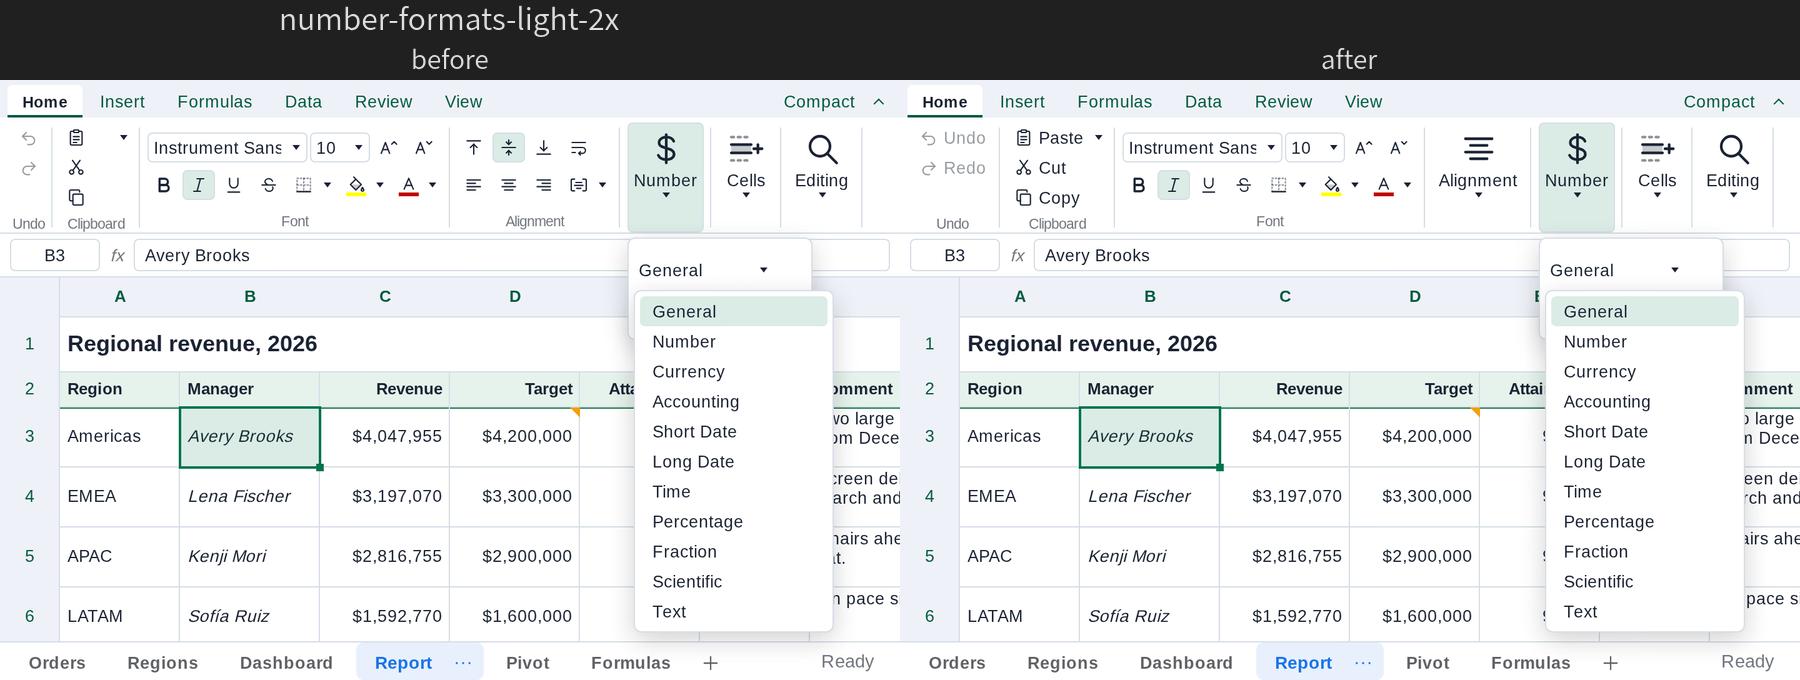 number-formats-light-2x
before after
Home Insert Formulas Data Review View Compact
Instrument Sans 10
Number Cells Editing
Undo Clipboard Font Alignment
B3 fx Avery Brooks
General
A B C D
General
1 Regional revenue, 2026
Number
Currency
2 Region Manager Revenue Target
Accounting
3 Americas Avery Brooks $4,047,955 $4,200,000
Short Date
Long Date
4 EMEA Lena Fischer $3,197,070 $3,300,000
Time
Percentage
5 APAC Kenji Mori $2,816,755 $2,900,000
Fraction
Scientific
6 LATAM Sofía Ruiz $1,592,770 $1,600,000
Text
Orders Regions Dashboard Report ··· Pivot Formulas + Ready
Home Insert Formulas Data Review View Compact
Undo Paste
Redo Cut
Copy
Instrument Sans 10
Alignment Number Cells Editing
Undo Clipboard Font
B3 fx Avery Brooks
General
A B C D
General
1 Regional revenue, 2026
Number
Currency
2 Region Manager Revenue Target
Accounting
3 Americas Avery Brooks $4,047,955 $4,200,000
Short Date
Long Date
4 EMEA Lena Fischer $3,197,070 $3,300,000
Time
Percentage
5 APAC Kenji Mori $2,816,755 $2,900,000
Fraction
Scientific
6 LATAM Sofía Ruiz $1,592,770 $1,600,000
Text
Orders Regions Dashboard Report ··· Pivot Formulas + Ready